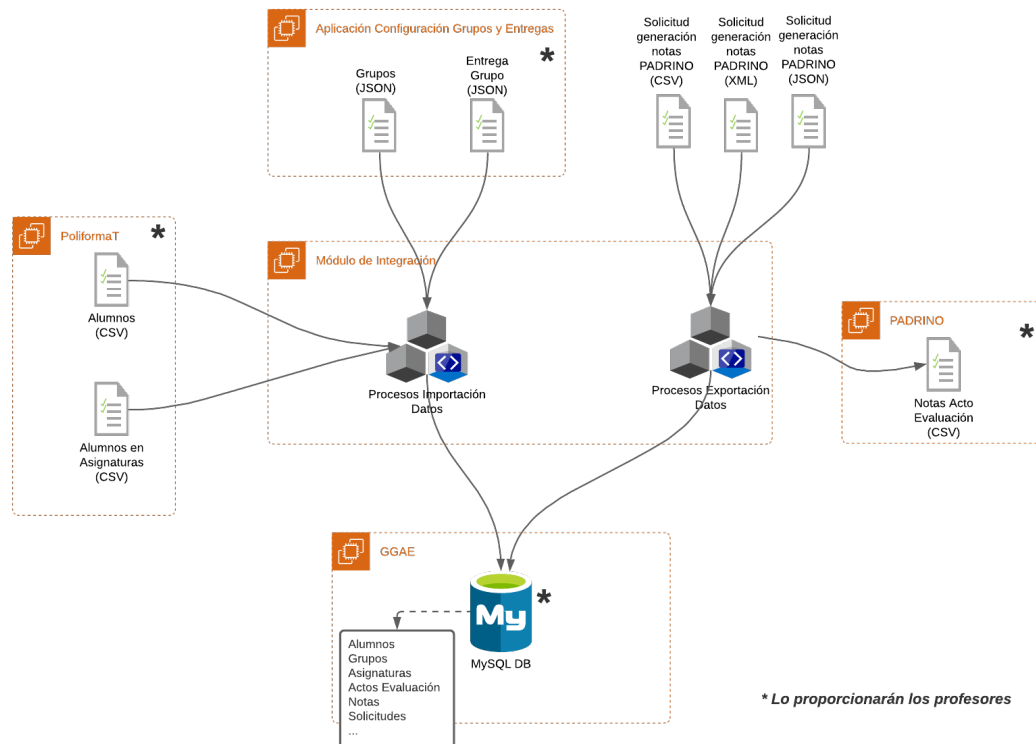 Aplicación Configuración Grupos y Entregas
*
Grupos
(JSON)
Entrega
Grupo
(JSON)
Solicitud
generación
notas
PADRINO
(CSV)
Solicitud
generación
notas
PADRINO
(XML)
Solicitud
generación
notas
PADRINO
(JSON)
PoliformaT
*
Alumnos
(CSV)
Alumnos en
Asignaturas
(CSV)
Módulo de Integración
Procesos Importación
Datos
Procesos Exportación
Datos
PADRINO
*
Notas Acto
Evaluación
(CSV)
GGAE
My
*
MySQL DB
Alumnos
Grupos
Asignaturas
Actos Evaluación
Notas
Solicitudes
...
* Lo proporcionarán los profesores